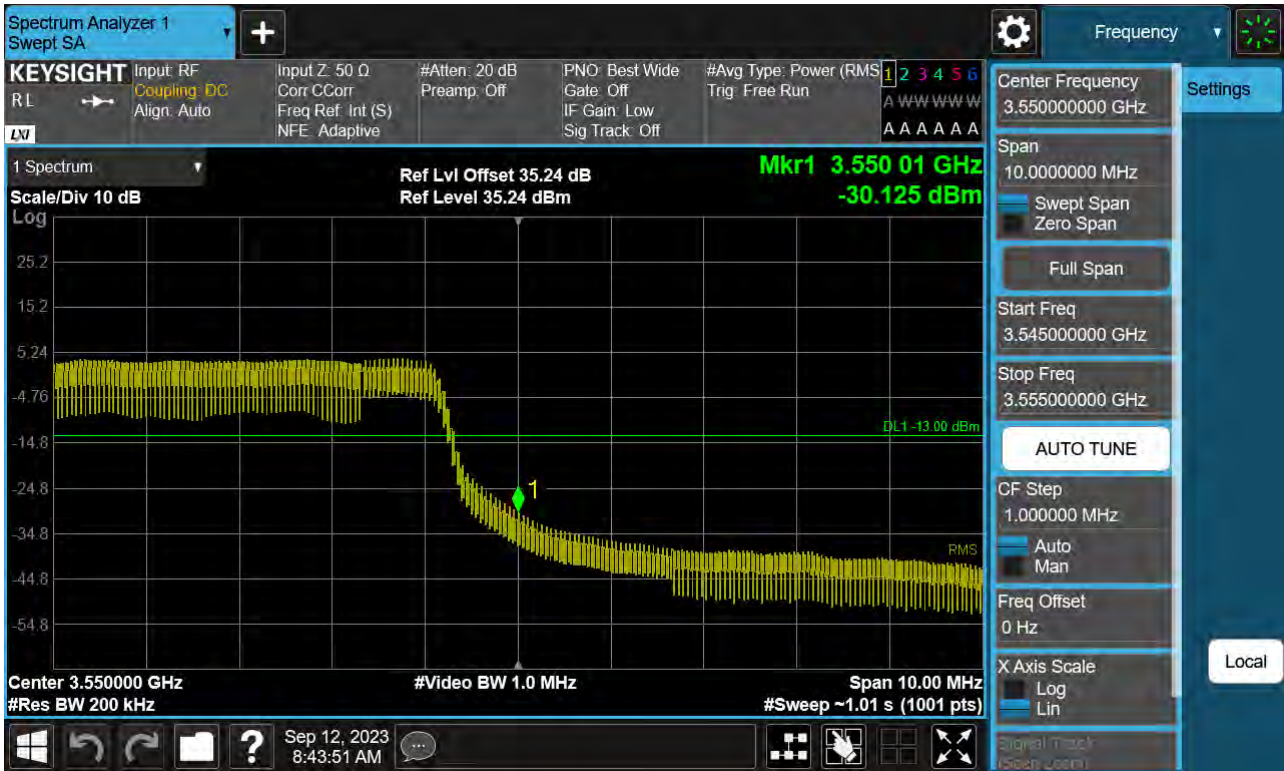 Spectrum Analyzer 1
Swept SA
+
Frequency
KEYSIGHT
RL
LXI
Input: RF
Coupling: DC
Align: Auto
Input Z: 50 Ω
Corr CCorr
Freq Ref: Int (S)
NFE: Adaptive
#Atten: 20 dB
Preamp: Off
PNO: Best Wide
Gate: Off
IF Gain: Low
Sig Track: Off
#Avg Type: Power (RMS
Trig: Free Run
1 2 3 4 5 6
A W W W W W
A A A A A A
1 Spectrum
Scale/Div 10 dB
Log
Ref Lvl Offset 35.24 dB
Ref Level 35.24 dBm
Mkr1 3.550 01 GHz
-30.125 dBm
25.2
15.2
5.24
-4.76
-14.8
-24.8
-34.8
-44.8
-54.8
DL1 -13.00 dBm
1
RMS
Center 3.550000 GHz
#Res BW 200 kHz
#Video BW 1.0 MHz
Span 10.00 MHz
#Sweep ~1.01 s (1001 pts)
Center Frequency
3.550000000 GHz
Span
10.0000000 MHz
Swept Span
Zero Span
Full Span
Start Freq
3.545000000 GHz
Stop Freq
3.555000000 GHz
AUTO TUNE
CF Step
1.000000 MHz
Auto
Man
Freq Offset
0 Hz
X Axis Scale
Log
Lin
Signal Track
(Span Zoom)
Settings
Local
?
Sep 12, 2023
8:43:51 AM